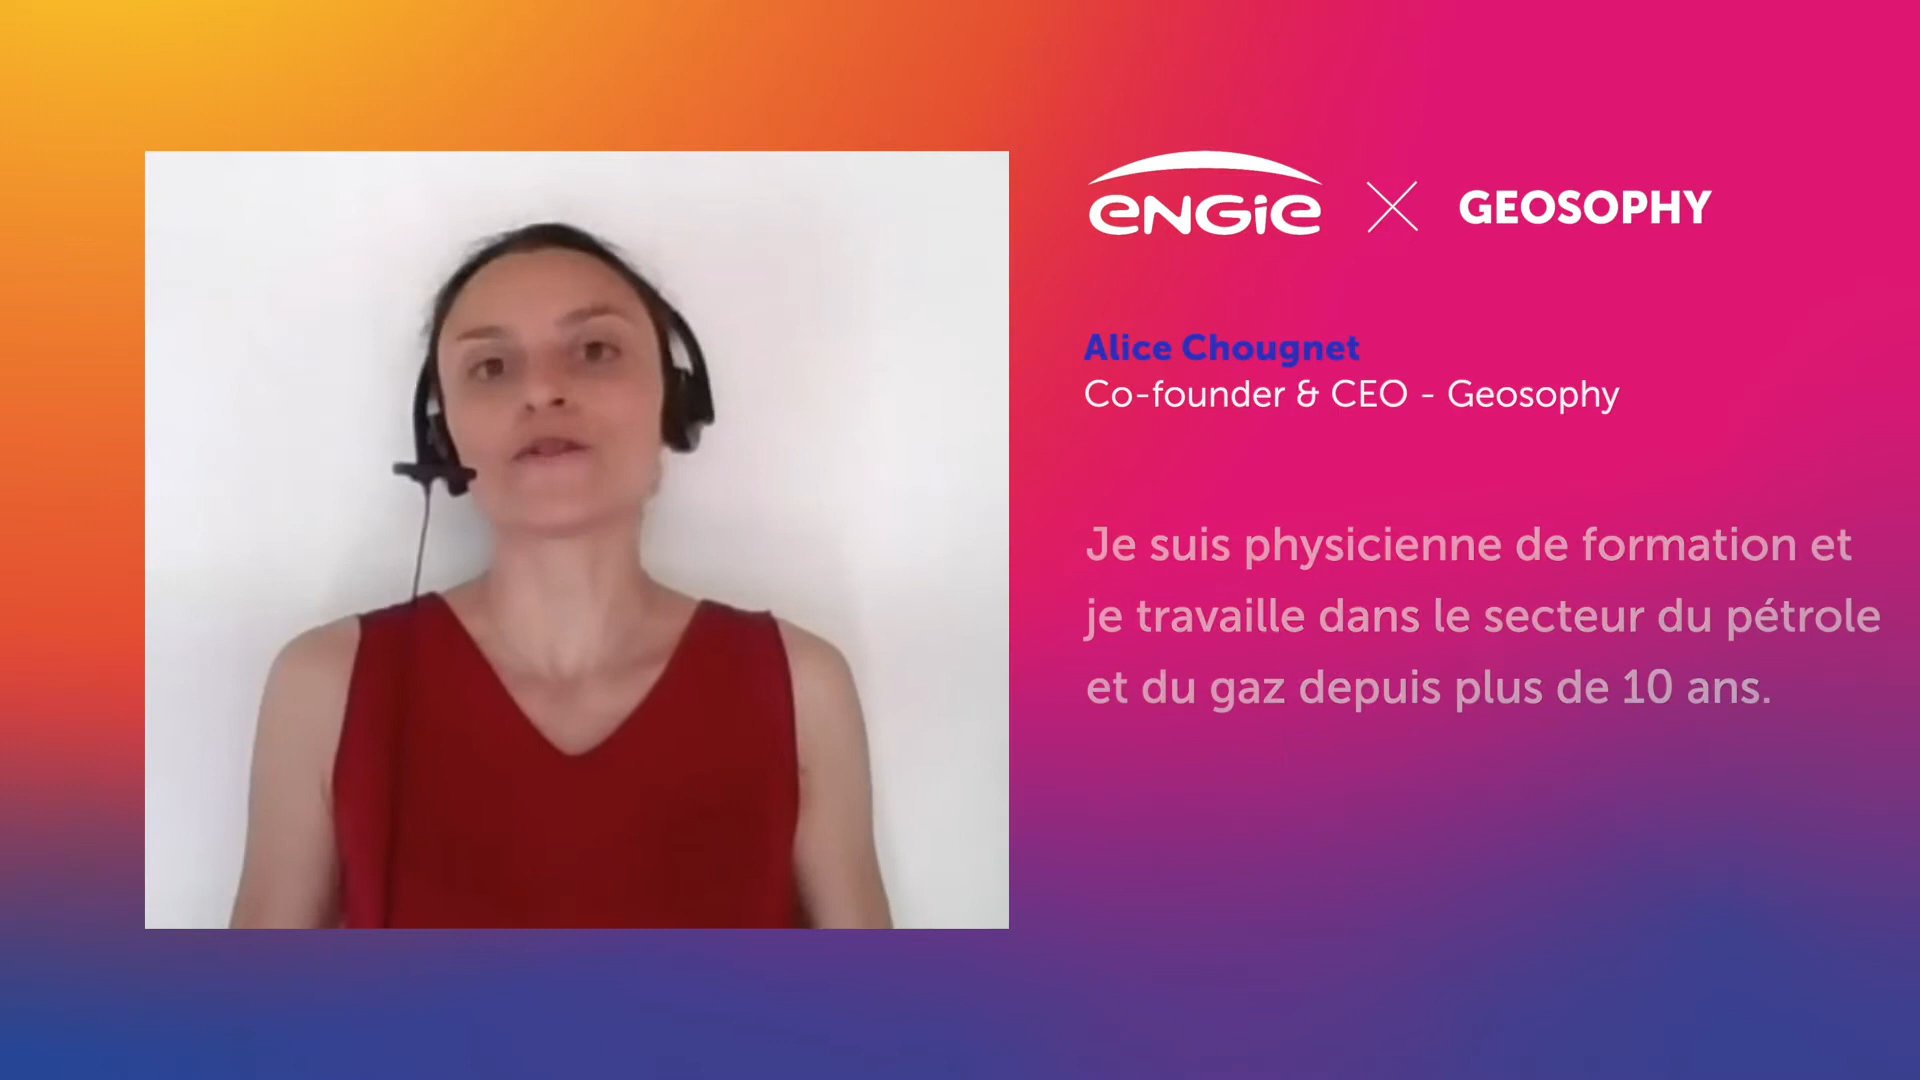 ENGIE
GEOSOPHY
Alice Chougnet
Co-founder & CEO - Geosophy
Je suis physicienne de formation et
je travaille dans le secteur du pétrole
et du gaz depuis plus de 10 ans.